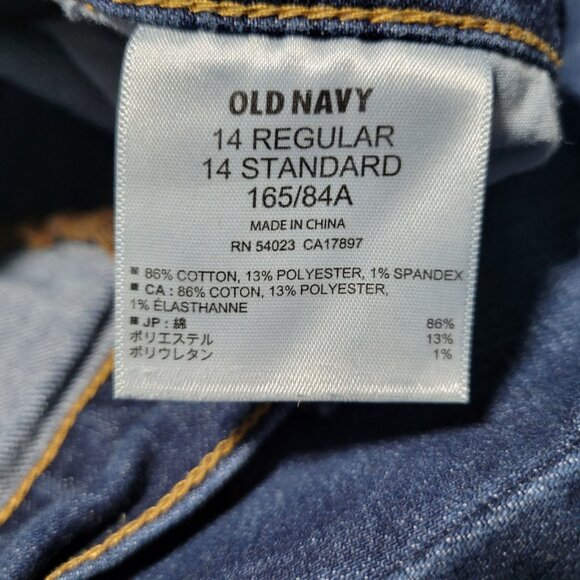 OLD NAVY
14 REGULAR
14 STANDARD
165/84A
MADE IN CHINA
RN 54023 CA17897
86% COTTON, 13% POLYESTER, 1% SPANDEX
CA : 86% COTON, 13% POLYESTER,
1% ÉLASTHANNE
JP : 綿 86%
ポリエステル 13%
ポリウレタン 1%